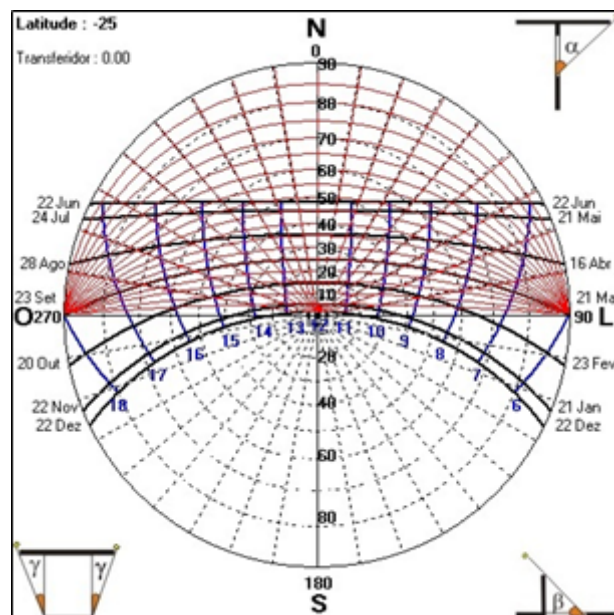 Latitude : -25
Transferidor : 0.00
N
0
90
80
70
60
50
40
30
20
10
α
22 Jun
24 Jul
28 Ago
23 Set
20 Out
22 Nov
22 Dez
22 Jun
21 Mai
16 Abr
21 Ma
23 Fev
21 Jan
22 Dez
O 270
90 L
18
17
16
15
14
13
12
11
10
9
8
7
6
20
40
60
80
180
S
γ
γ
β